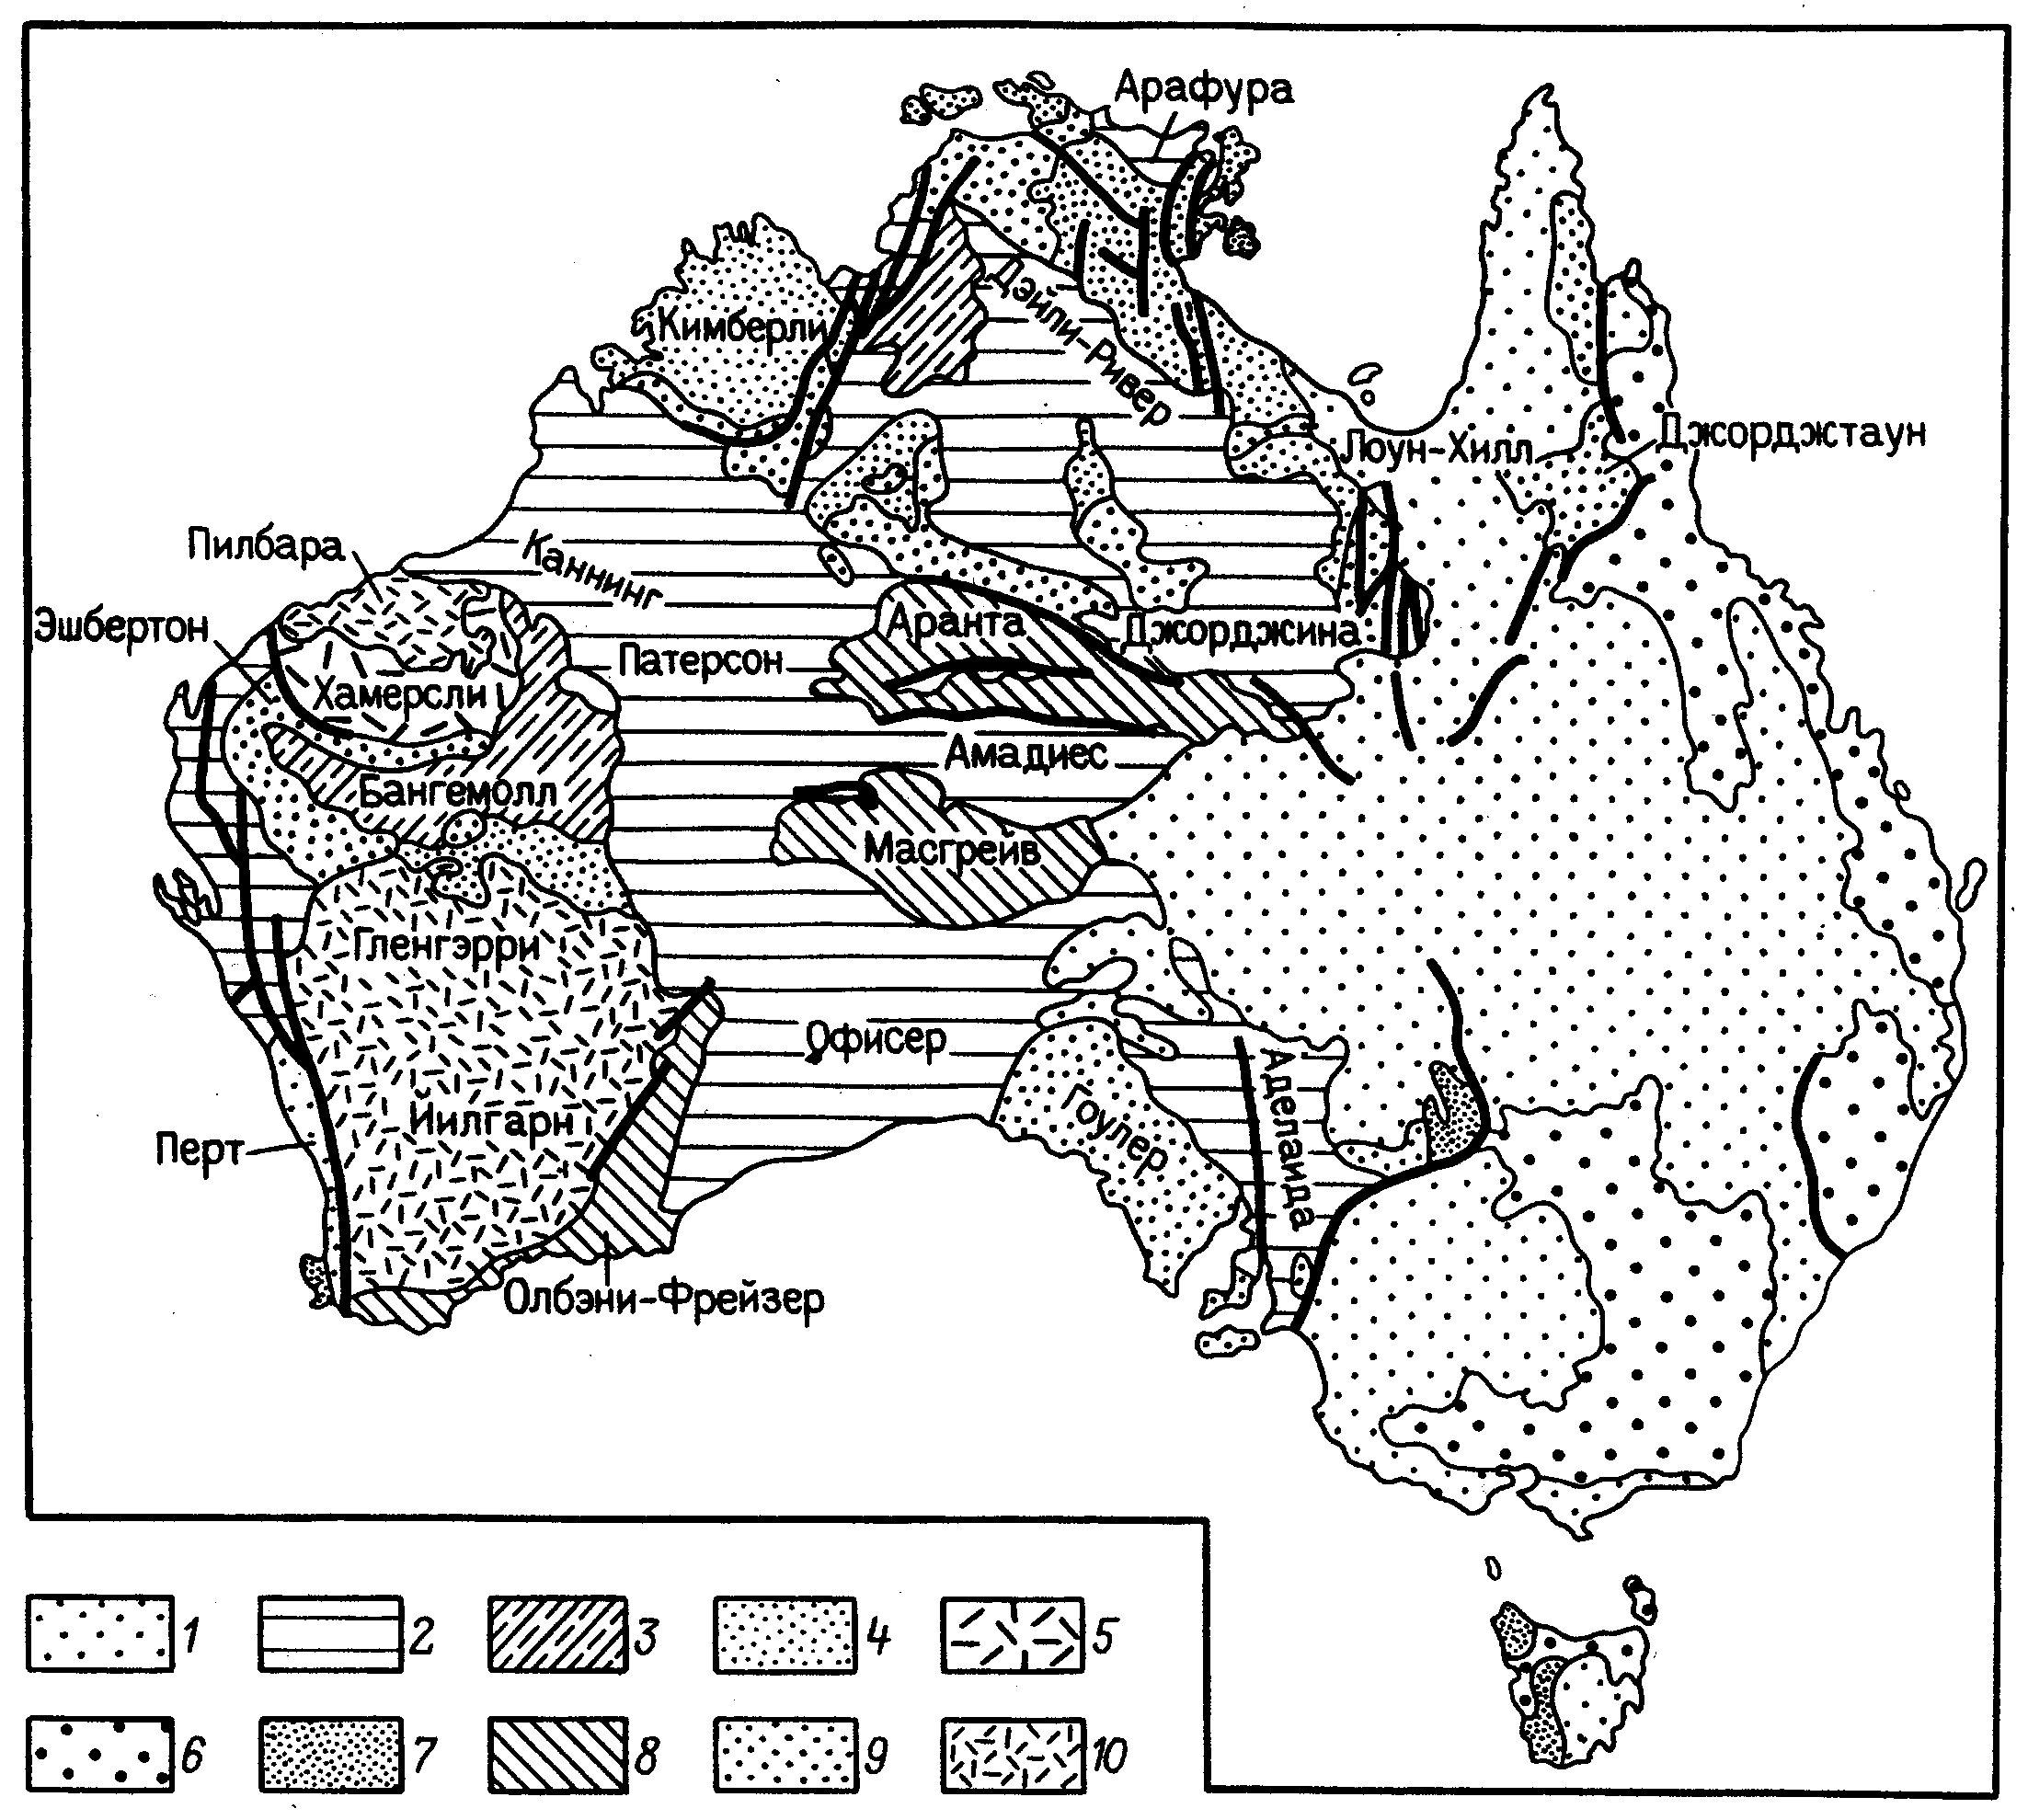 Арафура
Кимберли
Дэйли-Ривер
Лоун-Хилл
Джорджтаун
Пилбара
Каннинг
Эшбертон
Аранта
Джорджина
Патерсон
Хамерсли
Амадиес
Бангемолл
Масгрейв
Гленгэрри
Офисер
Аделаида
Гоулер
Йилгарн
Перт
Олбэни-Фрейзер
1 2 3 4 5
6 7 8 9 10